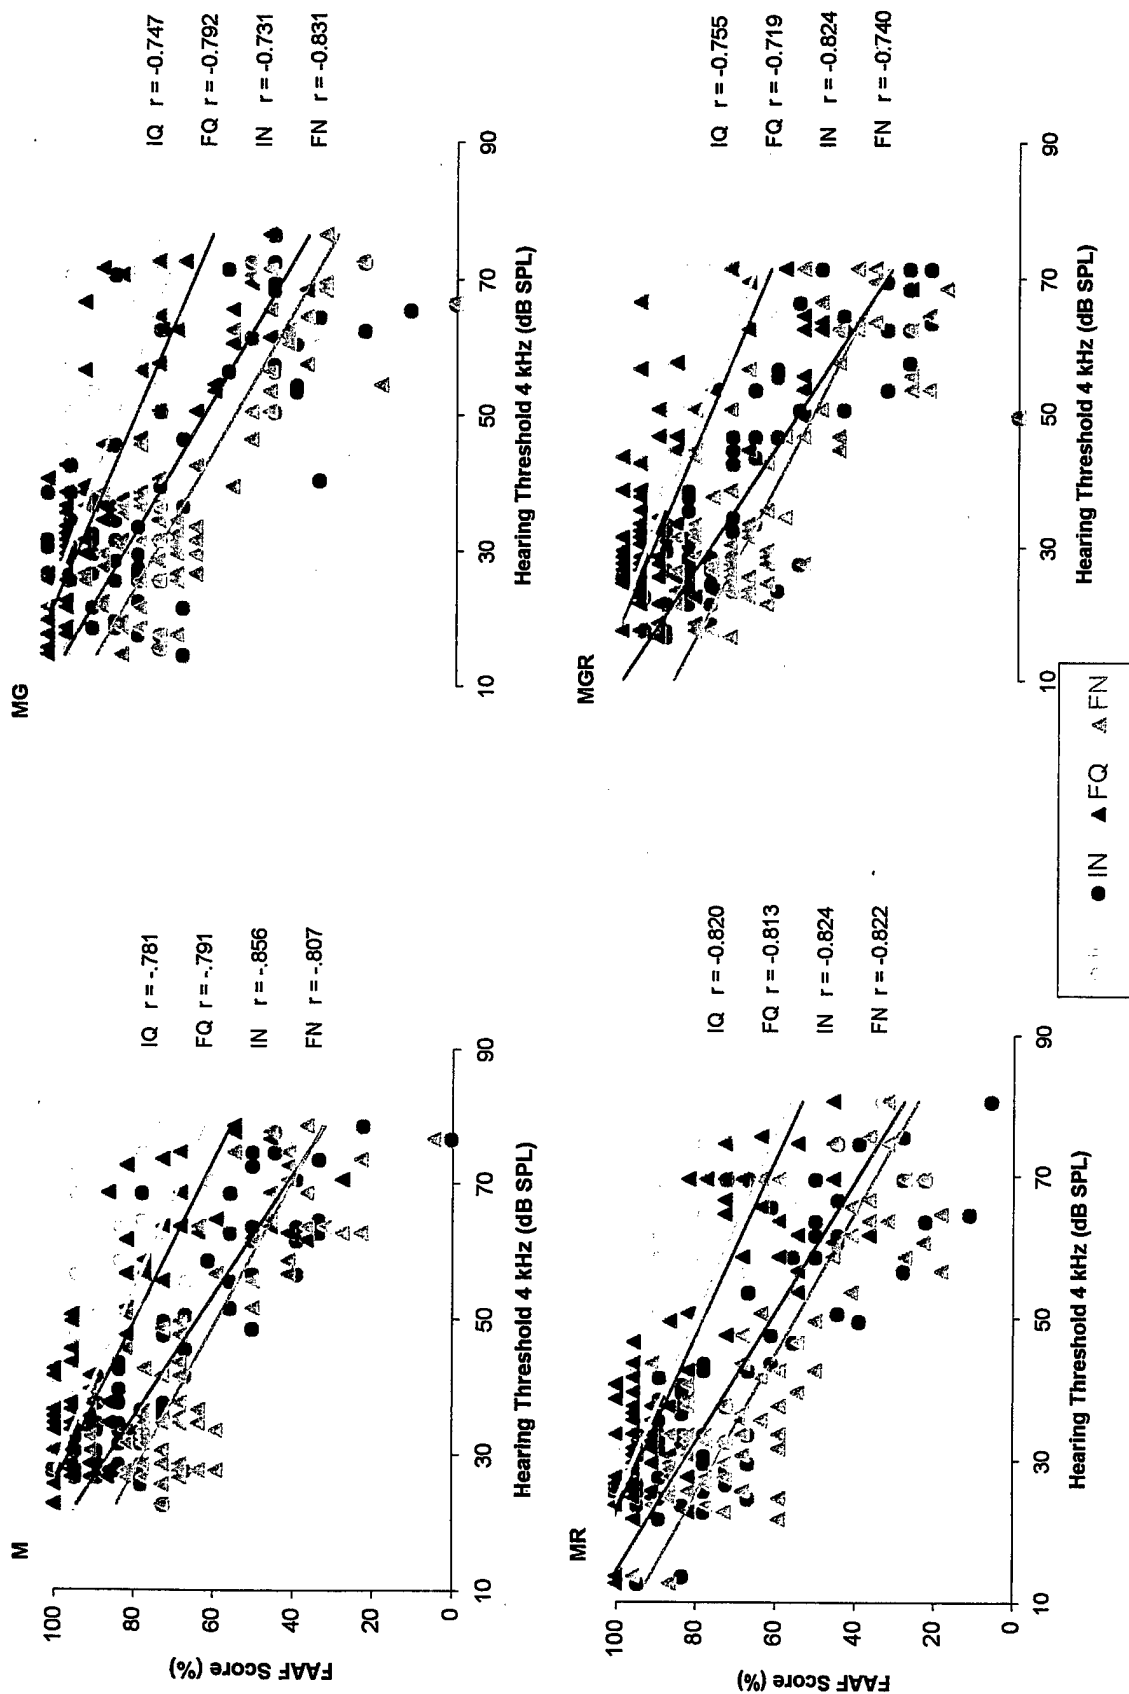 M
100
80
60
40
20
0
FAAF Score (%)
10
30
50
70
90
Hearing Threshold 4 kHz (dB SPL)
IQ r = -.781
FQ r = -.791
IN r = -.856
FN r = -.807
MG
10
30
50
70
90
Hearing Threshold 4 kHz (dB SPL)
IQ r = -0.747
FQ r = -0.792
IN r = -0.731
FN r = -0.831
MR
100
80
60
40
20
0
FAAF Score (%)
10
30
50
70
90
Hearing Threshold 4 kHz (dB SPL)
IQ r = -0.820
FQ r = -0.813
IN r = -0.824
FN r = -0.822
MGR
10
30
50
70
90
Hearing Threshold 4 kHz (dB SPL)
IQ r = -0.755
FQ r = -0.719
IN r = -0.824
FN r = -0.740
IN FQ FN